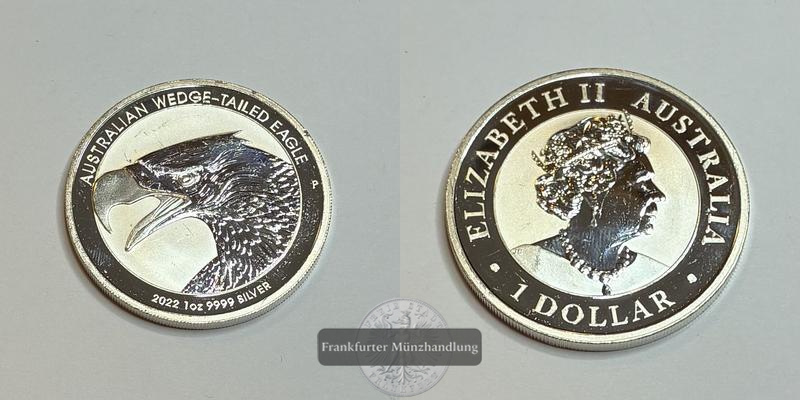 AUSTRALIAN WEDGE-TAILED EAGLE
P
2022 1oz 9999 SILVER
ELIZABETH II AUSTRALIA
• 1 DOLLAR •
Frankfurter Münzhandlung